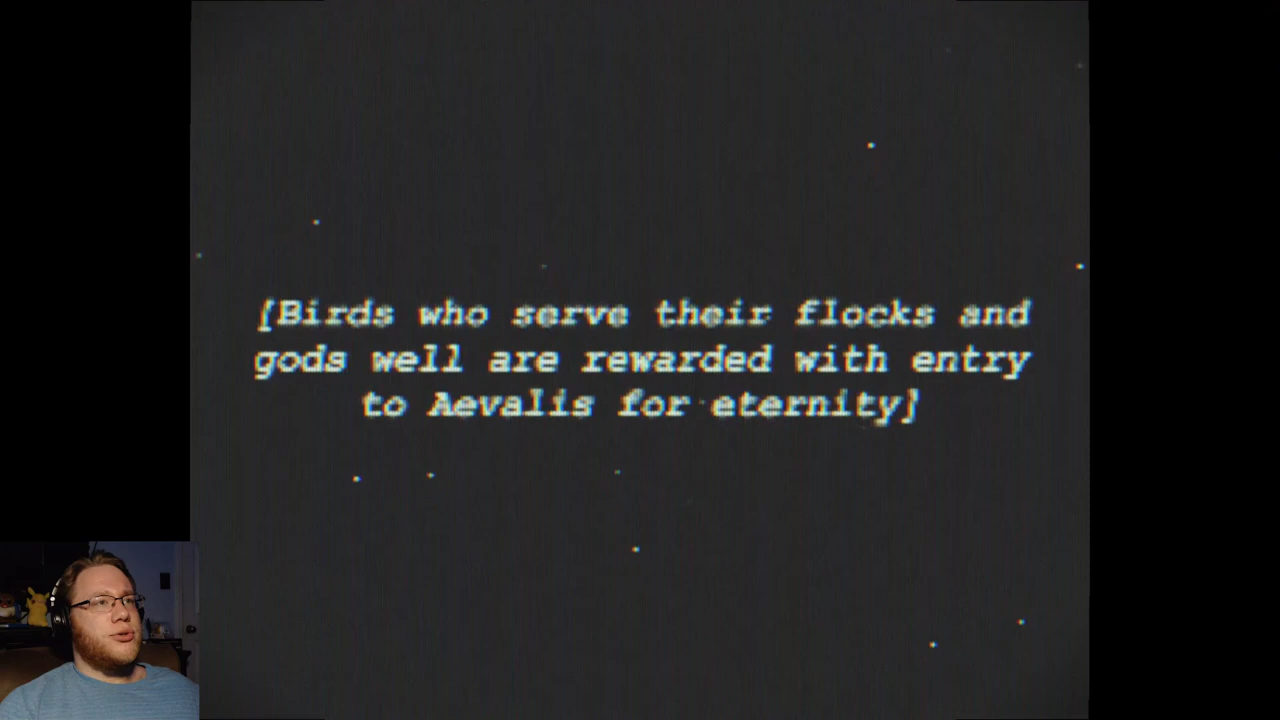 [Birds who serve their flocks and
gods well are rewarded with entry
to Aevalis for eternity]